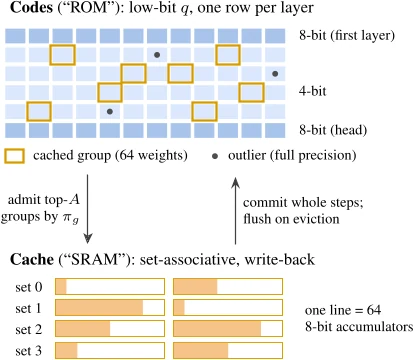 Codes (“ROM”): low-bit q, one row per layer
8-bit (first layer)
4-bit
8-bit (head)
cached group (64 weights)
outlier (full precision)
admit top-A
groups by π_g
commit whole steps;
flush on eviction
Cache (“SRAM”): set-associative, write-back
set 0
set 1
set 2
set 3
one line = 64
8-bit accumulators